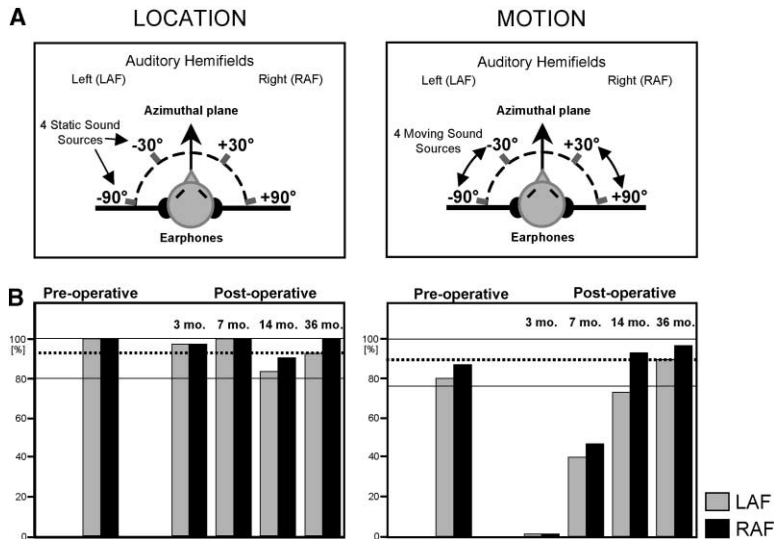 A
LOCATION
Auditory Hemifields
Left (LAF) Right (RAF)
Azimuthal plane
4 Static Sound
Sources
-30° +30°
-90° +90°
Earphones
MOTION
Auditory Hemifields
Left (LAF) Right (RAF)
Azimuthal plane
4 Moving Sound
Sources
-30° +30°
-90° +90°
Earphones
B
Pre-operative Post-operative
3 mo. 7 mo. 14 mo. 36 mo.
100
[%]
80
60
40
20
0
Pre-operative Post-operative
3 mo. 7 mo. 14 mo. 36 mo.
100
[%]
80
60
40
20
0
LAF
RAF